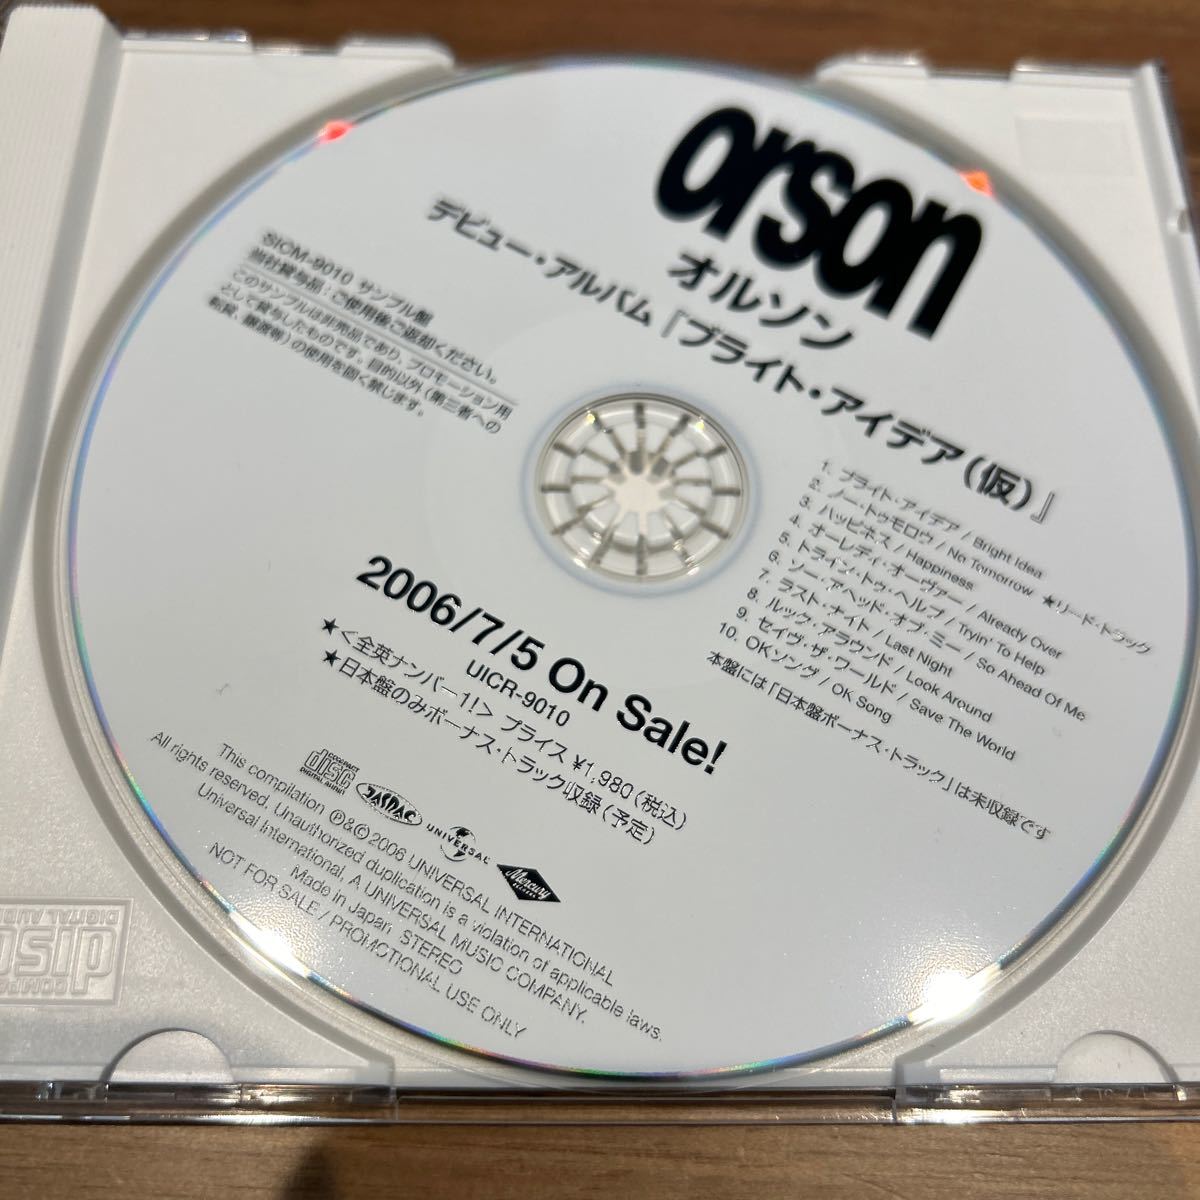 orson
オルソン
デビュー・アルバム『ブライト・アイデア(仮)』
SICM-9010 サンプル盤
当社貸与品:ご使用後ご返却ください。
このサンプルは非売品であり、プロモーション用
として貸与したものです。目的以外(第三者への
転貸、譲渡等)の使用を固く禁じます。
1. ブライト・アイデア / Bright Idea
2. ノー・トゥモロウ / No Tomorrow ★リード・トラック
3. ハッピネス / Happiness
4. オーレディ・オーヴァー / Already Over
5. トライン・トゥ・ヘルプ / Tryin' To Help
6. ソー・アヘッド・オブ・ミー / So Ahead Of Me
7. ラスト・ナイト / Last Night
8. ルック・アラウンド / Look Around
9. セイヴ・ザ・ワールド / Save The World
10. OKソング / OK Song
本盤には「日本盤ボーナス・トラック」は未収録です
2006/7/5 On Sale!
UICR-9010
★<全英ナンバー1!> プライス ¥1,980(税込)
★日本盤のみボーナス・トラック収録(予定)
COMPACT
disc
DIGITAL AUDIO
JASRAC
UNIVERSAL
Mercury
RECORDS
This compilation ℗&© 2006 UNIVERSAL INTERNATIONAL
All rights reserved. Unauthorized duplication is a violation of applicable laws.
Universal International. A UNIVERSAL MUSIC COMPANY.
Made in Japan STEREO
NOT FOR SALE / PROMOTIONAL USE ONLY